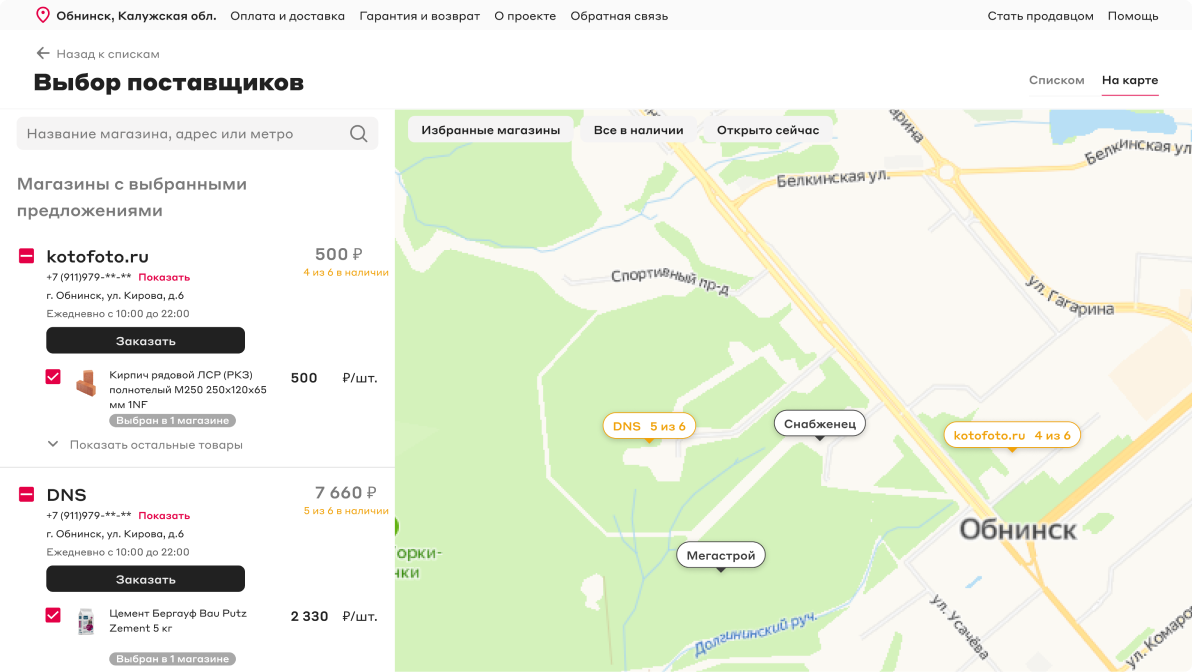 Обнинск, Калужская обл. Оплата и доставка Гарантия и возврат О проекте Обратная связь Стать продавцом Помощь
Назад к спискам
Выбор поставщиков
Списком На карте
Название магазина, адрес или метро
Магазины с выбранными
предложениями
kotofoto.ru 500 ₽
+7 (911)979-**-** Показать 4 из 6 в наличии
г. Обнинск, ул. Кирова, д.6
Ежедневно с 10:00 до 22:00
Заказать
Кирпич рядовой ЛСР (РКЗ) 500 ₽/шт.
полнотелый М250 250х120х65
мм 1NF
Выбран в 1 магазине
Показать остальные товары
DNS 7 660 ₽
+7 (911)979-**-** Показать 5 из 6 в наличии
г. Обнинск, ул. Кирова, д.6
Ежедневно с 10:00 до 22:00
Заказать
Цемент Бергауф Bau Putz 2 330 ₽/шт.
Zement 5 кг
Выбран в 1 магазине
Избранные магазины Все в наличии Открыто сейчас
арина
Белкинская ул.
Белкинская ул
Спортивный пр-д
ул. Гагарина
DNS 5 из 6
Снабженец
kotofoto.ru 4 из 6
Обнинск
Мегастрой
орки-
нки
Долгининский руч.
ул. Усачёва
ул. Комаро